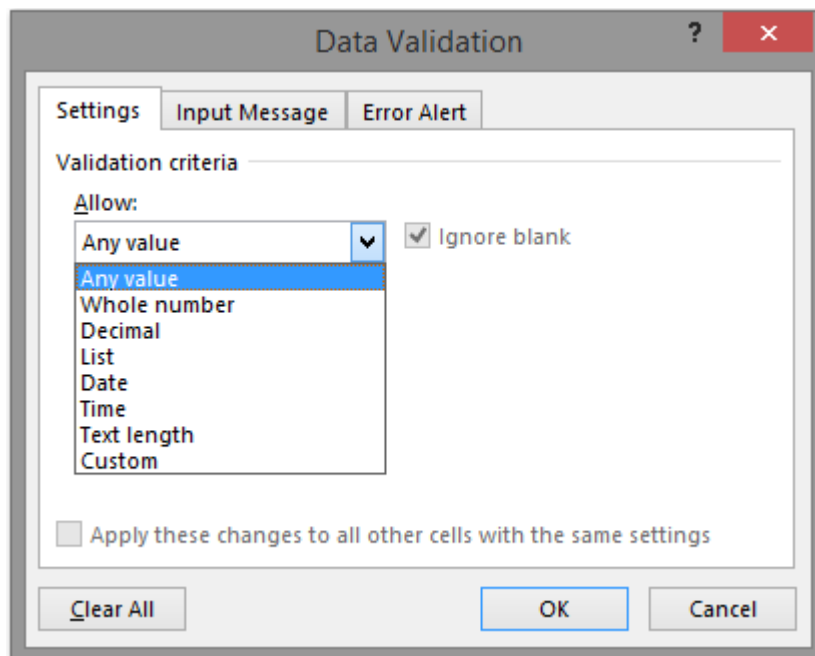 Data Validation ?
Settings Input Message Error Alert
Validation criteria
Allow:
Any value Ignore blank
Any value
Whole number
Decimal
List
Date
Time
Text length
Custom
Apply these changes to all other cells with the same settings
Clear All OK Cancel